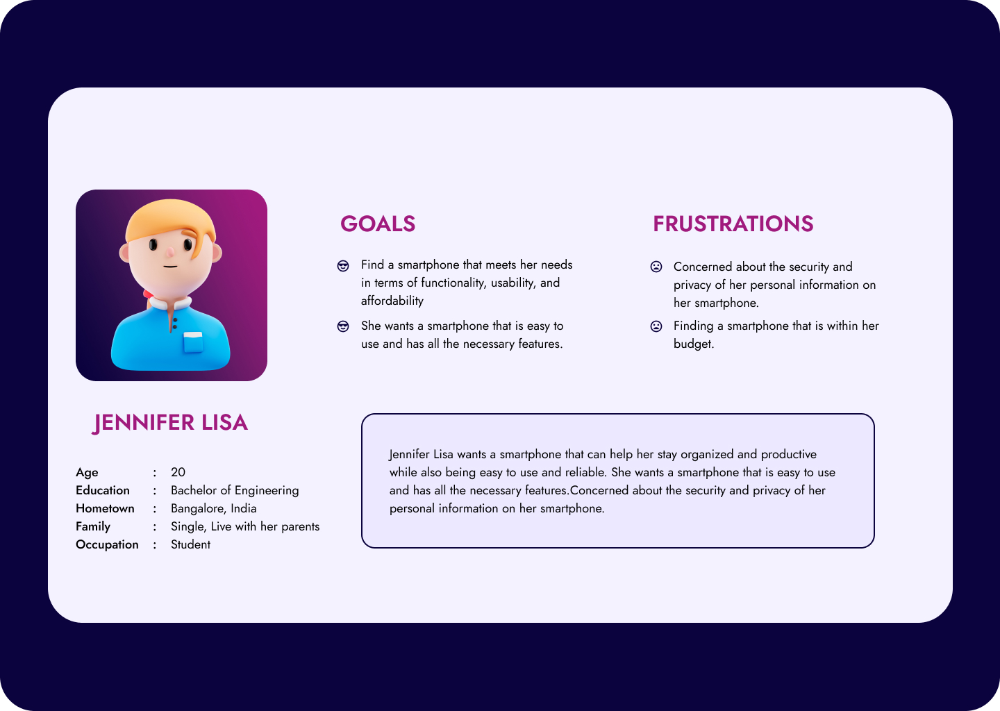 GOALS
Find a smartphone that meets her needs
in terms of functionality, usability, and
affordability
She wants a smartphone that is easy to
use and has all the necessary features.
FRUSTRATIONS
Concerned about the security and
privacy of her personal information on
her smartphone.
Finding a smartphone that is within her
budget.
JENNIFER LISA
Age : 20
Education : Bachelor of Engineering
Hometown : Bangalore, India
Family : Single, Live with her parents
Occupation : Student
Jennifer Lisa wants a smartphone that can help her stay organized and productive
while also being easy to use and reliable. She wants a smartphone that is easy to use
and has all the necessary features.Concerned about the security and privacy of her
personal information on her smartphone.